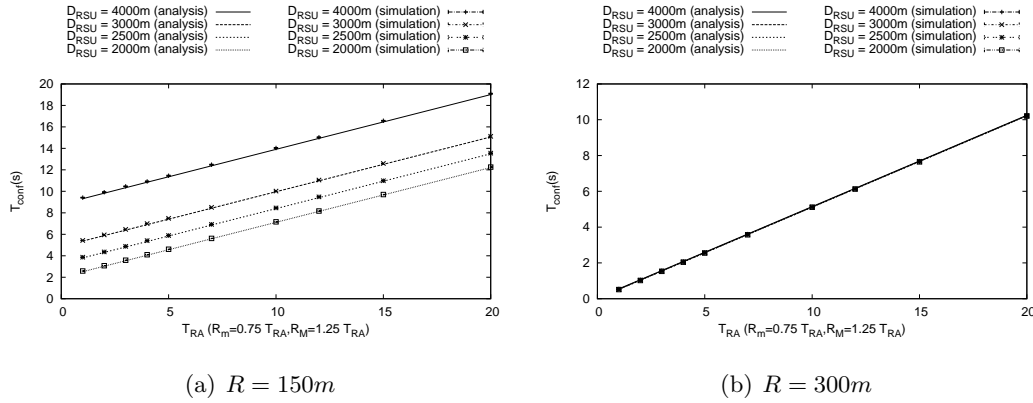 D_RSU = 4000m (analysis)
D_RSU = 3000m (analysis)
D_RSU = 2500m (analysis)
D_RSU = 2000m (analysis)
D_RSU = 4000m (simulation)
D_RSU = 3000m (simulation)
D_RSU = 2500m (simulation)
D_RSU = 2000m (simulation)
20
18
16
14
12
10
8
6
4
2
0
T_conf(s)
0 5 10 15 20
T_RA (R_m=0.75 T_RA,R_M=1.25 T_RA)
(a) R = 150m
D_RSU = 4000m (analysis)
D_RSU = 3000m (analysis)
D_RSU = 2500m (analysis)
D_RSU = 2000m (analysis)
D_RSU = 4000m (simulation)
D_RSU = 3000m (simulation)
D_RSU = 2500m (simulation)
D_RSU = 2000m (simulation)
12
10
8
6
4
2
0
T_conf(s)
0 5 10 15 20
T_RA (R_m=0.75 T_RA,R_M=1.25 T_RA)
(b) R = 300m